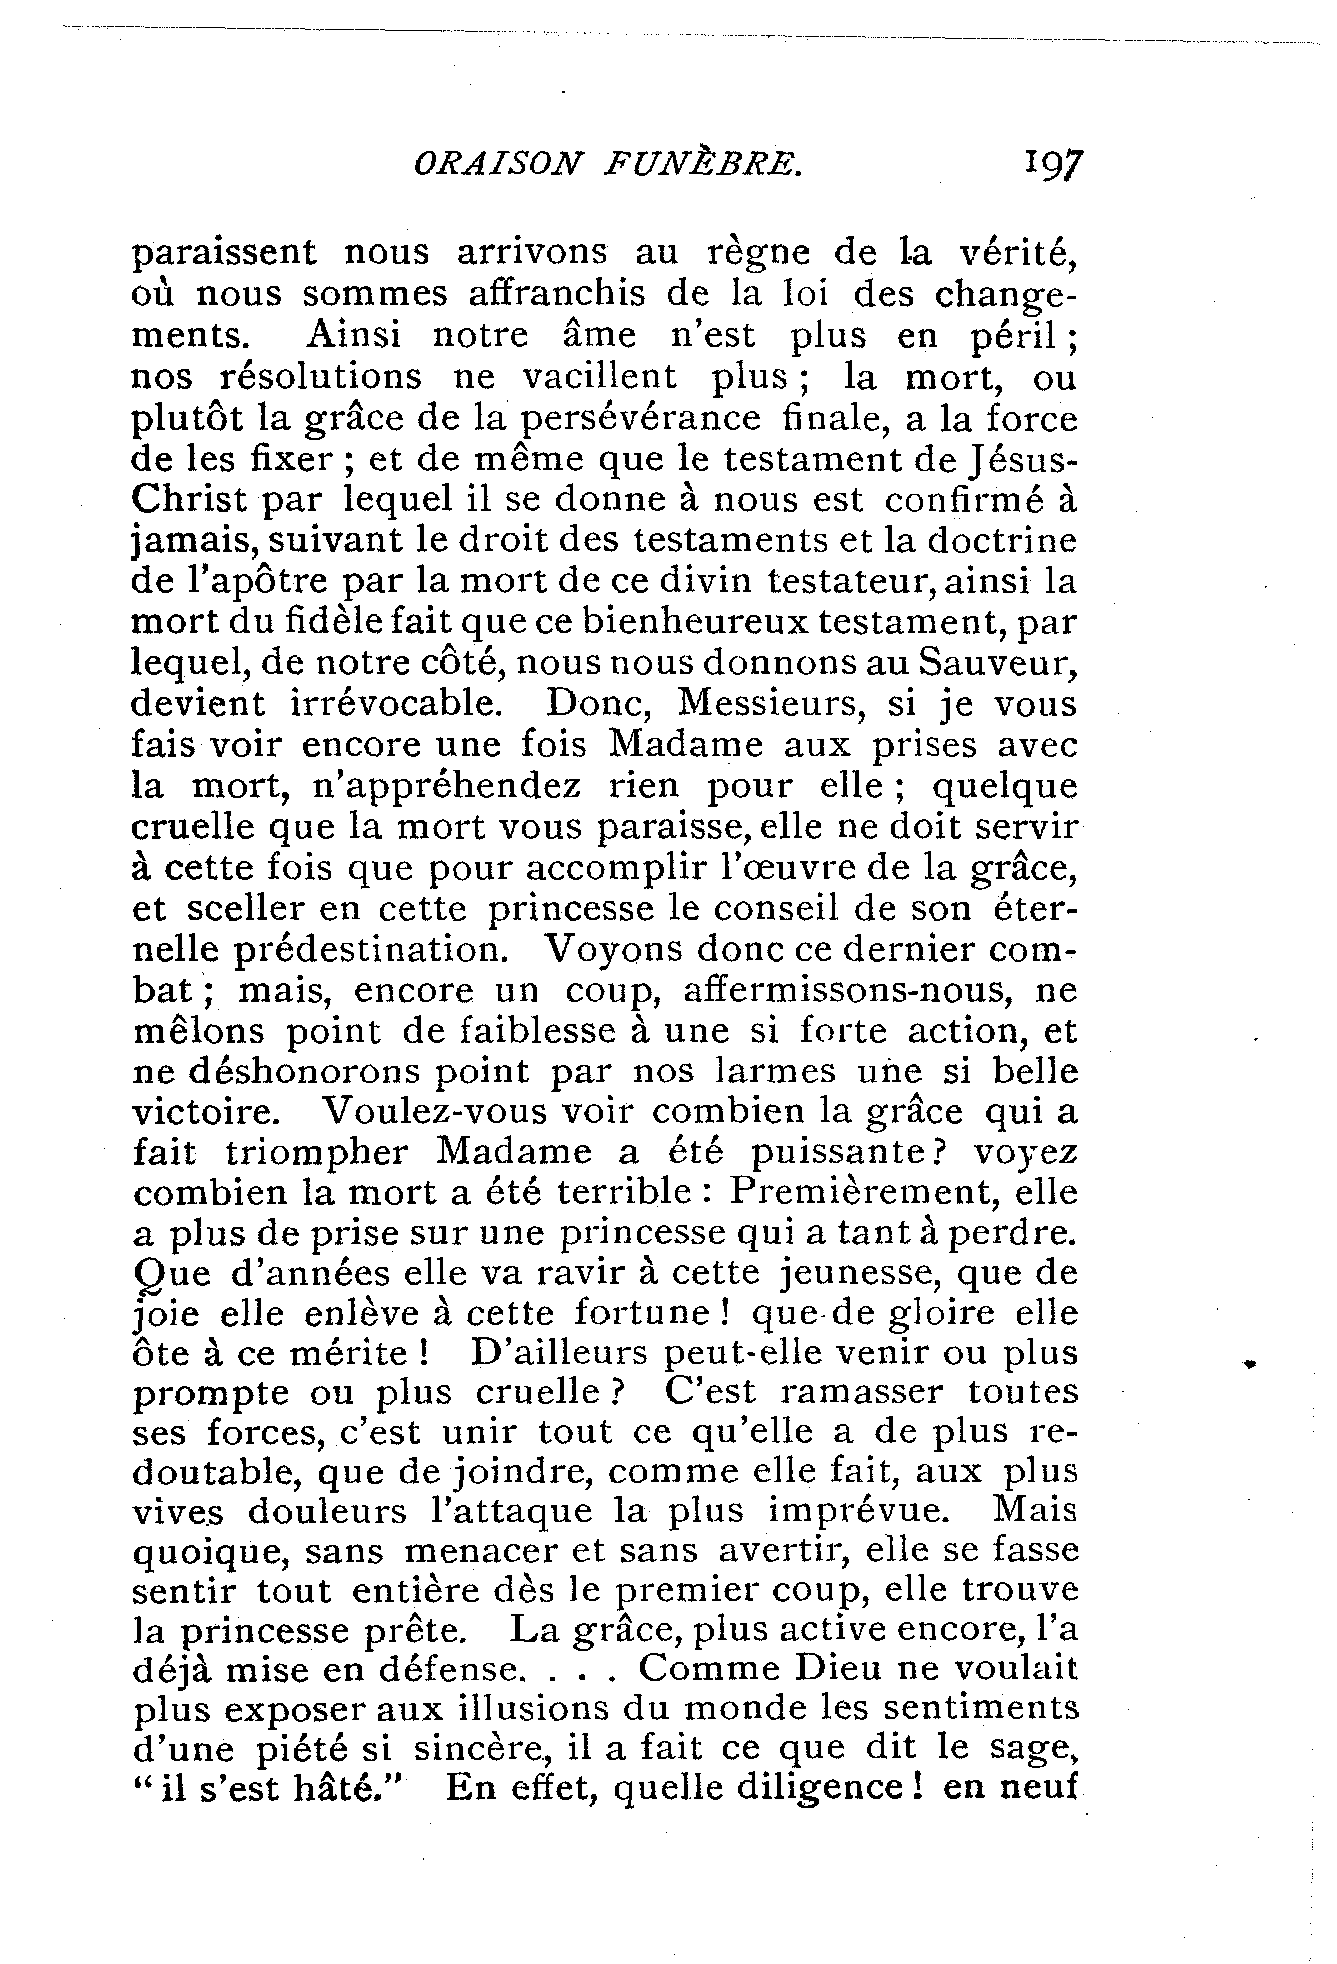 ORAISON FUNÈBRE. 197
paraissent nous arrivons au règne de la vérité,
où nous sommes affranchis de la loi des change-
ments. Ainsi notre âme n'est plus en péril ;
nos résolutions ne vacillent plus ; la mort, ou
plutôt la grâce de la persévérance finale, a la force
de les fixer ; et de même que le testament de Jésus-
Christ par lequel il se donne à nous est confirmé à
jamais, suivant le droit des testaments et la doctrine
de l'apôtre par la mort de ce divin testateur, ainsi la
mort du fidèle fait que ce bienheureux testament, par
lequel, de notre côté, nous nous donnons au Sauveur,
devient irrévocable. Donc, Messieurs, si je vous
fais voir encore une fois Madame aux prises avec
la mort, n'appréhendez rien pour elle ; quelque
cruelle que la mort vous paraisse, elle ne doit servir
à cette fois que pour accomplir l'œuvre de la grâce,
et sceller en cette princesse le conseil de son éter-
nelle prédestination. Voyons donc ce dernier com-
bat ; mais, encore un coup, affermissons-nous, ne
mêlons point de faiblesse à une si forte action, et
ne déshonorons point par nos larmes une si belle
victoire. Voulez-vous voir combien la grâce qui a
fait triompher Madame a été puissante? voyez
combien la mort a été terrible : Premièrement, elle
a plus de prise sur une princesse qui a tant à perdre.
Que d'années elle va ravir à cette jeunesse, que de
joie elle enlève à cette fortune ! que de gloire elle
ôte à ce mérite ! D'ailleurs peut-elle venir ou plus
prompte ou plus cruelle ? C'est ramasser toutes
ses forces, c'est unir tout ce qu'elle a de plus re-
doutable, que de joindre, comme elle fait, aux plus
vives douleurs l'attaque la plus imprévue. Mais
quoique, sans menacer et sans avertir, elle se fasse
sentir tout entière dès le premier coup, elle trouve
la princesse prête. La grâce, plus active encore, l'a
déjà mise en défense. . . . Comme Dieu ne voulait
plus exposer aux illusions du monde les sentiments
d'une piété si sincère, il a fait ce que dit le sage,
“ il s'est hâté.” En effet, quelle diligence ! en neuf